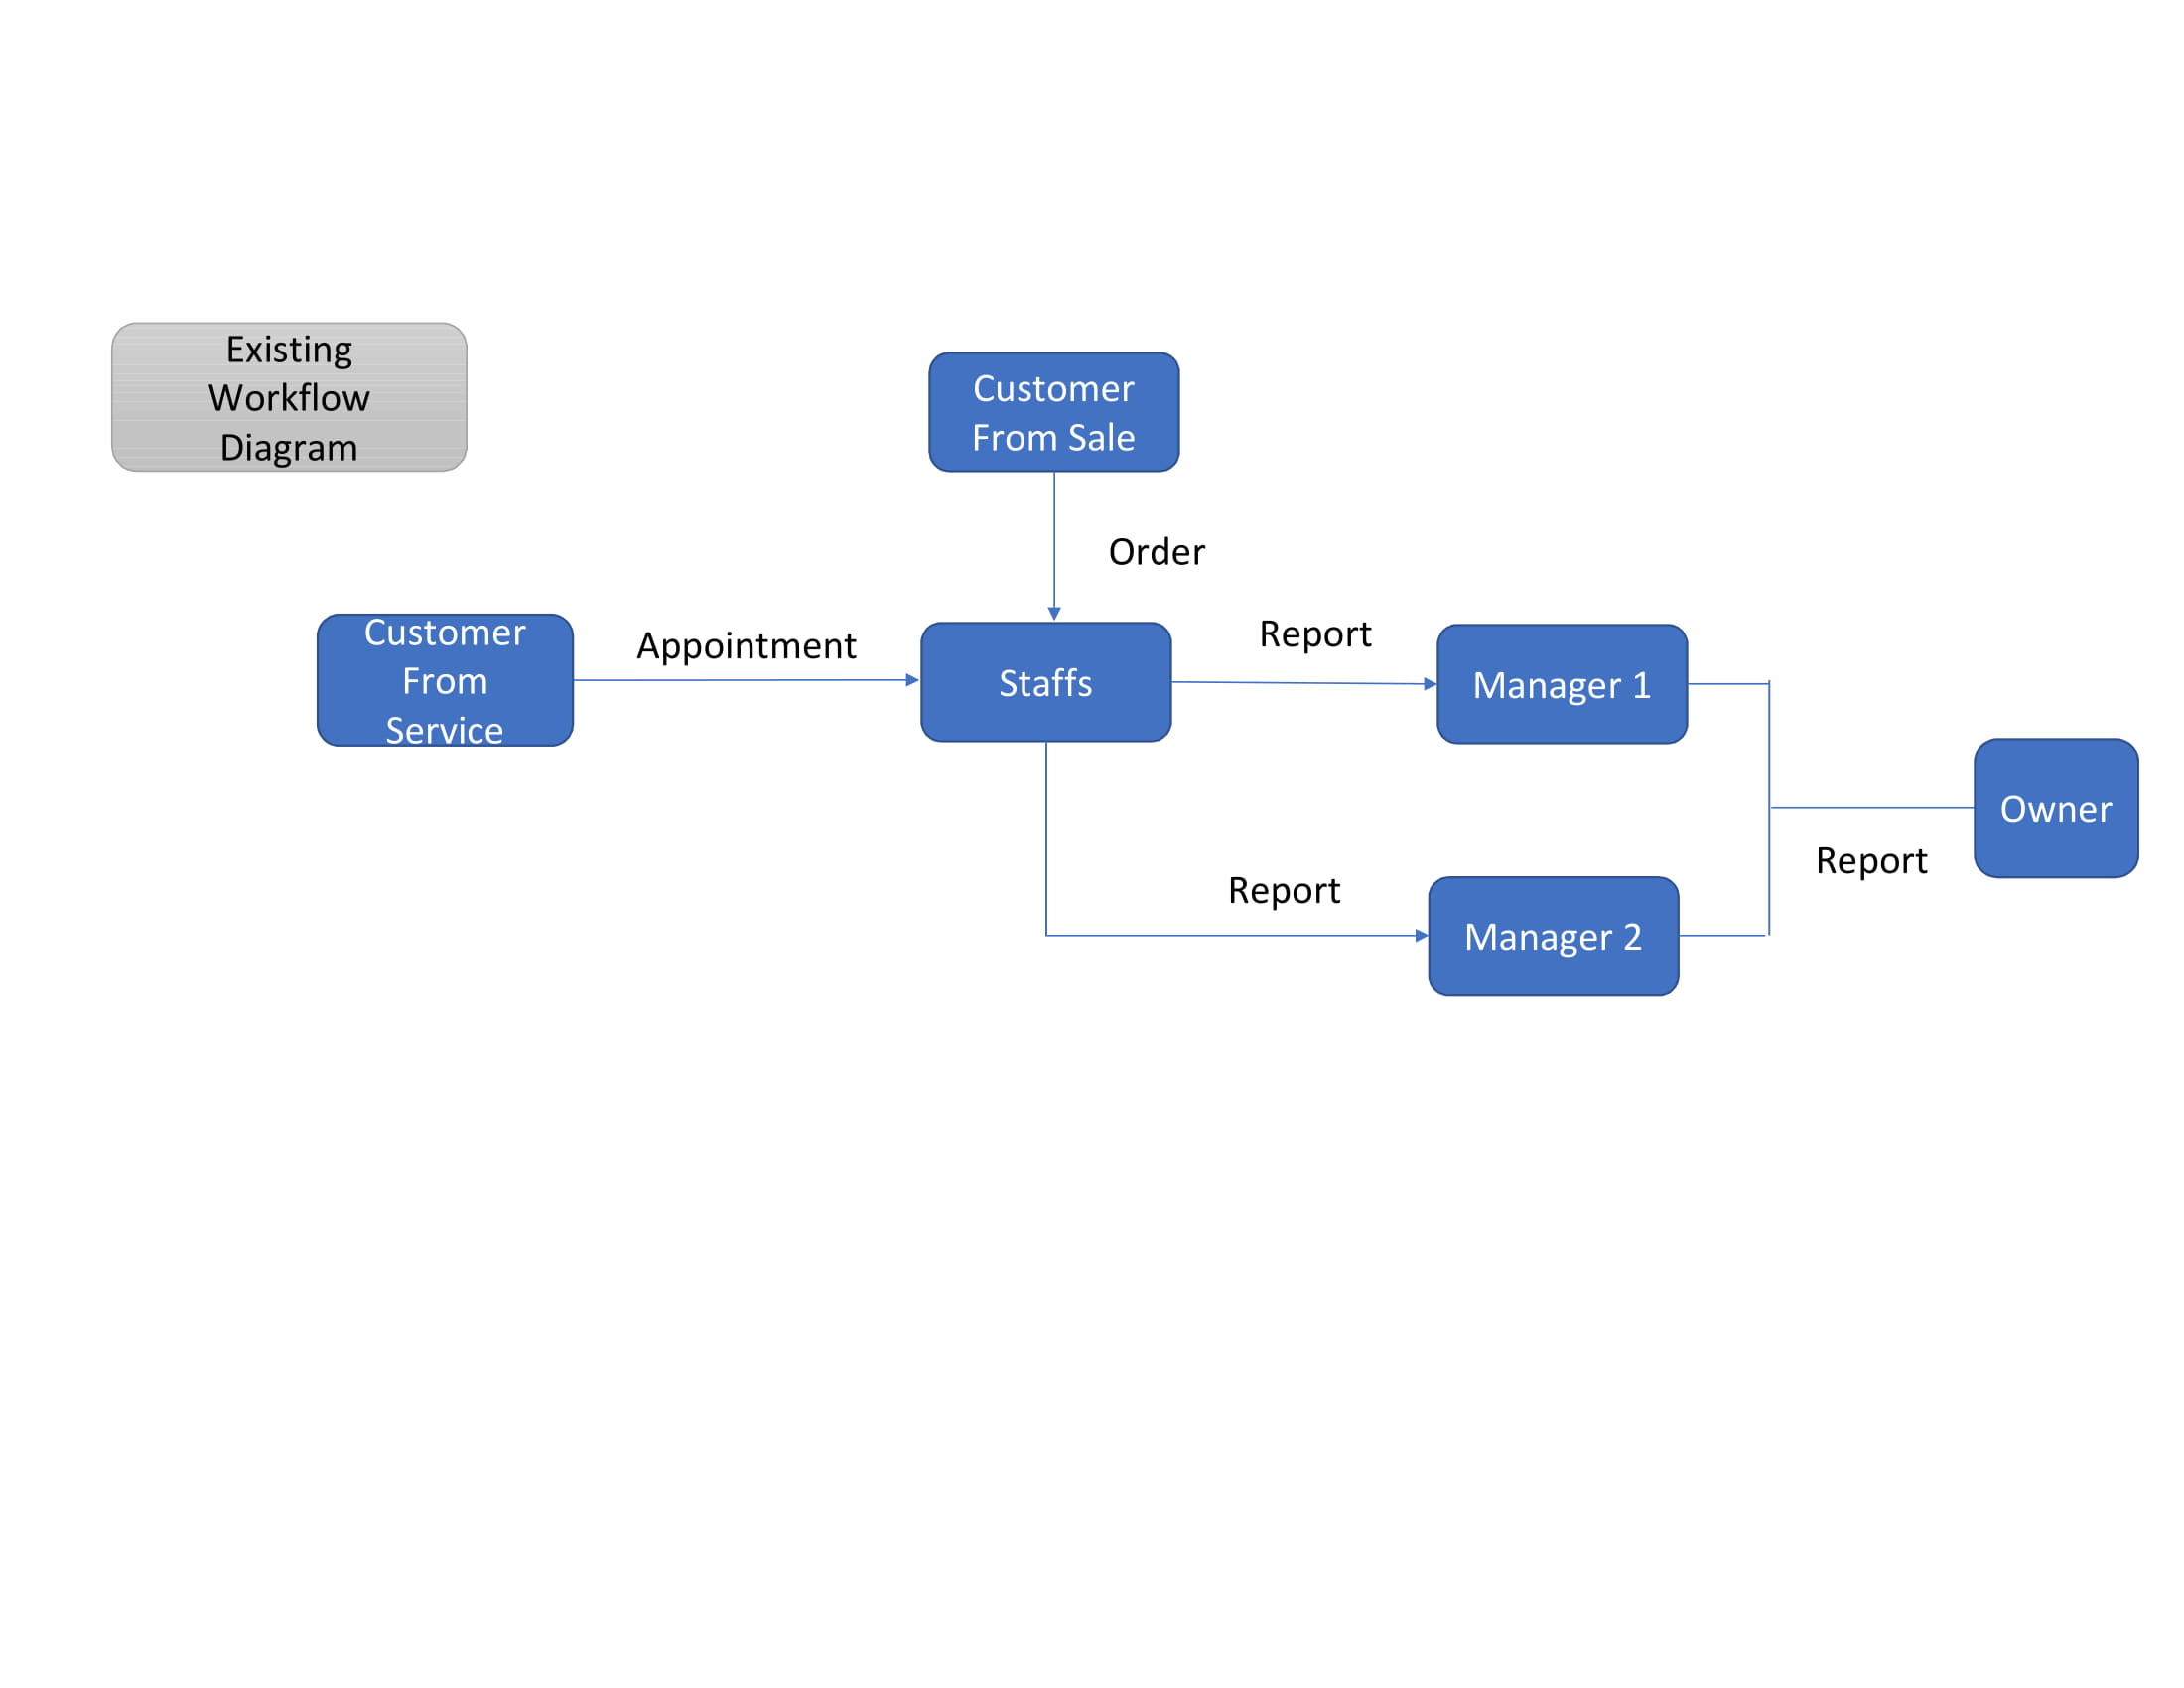 Existing
Workflow
Diagram
Customer
From Sale
Order
Customer
From
Service
Appointment
Staffs
Report
Manager 1
Owner
Report
Report
Manager 2